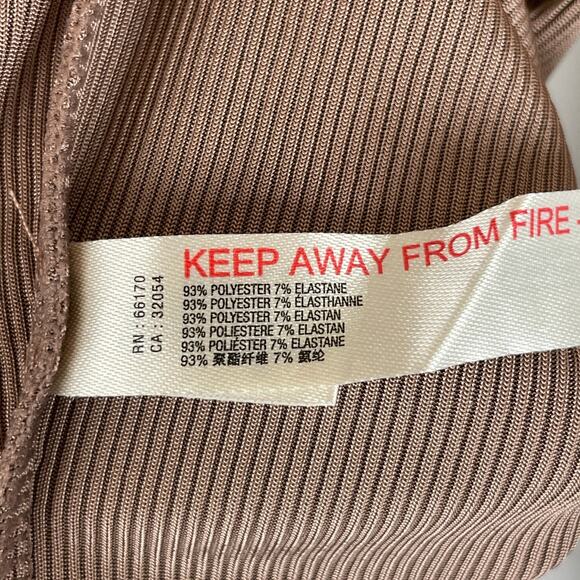 KEEP AWAY FROM FIRE -
93% POLYESTER 7% ELASTANE
93% POLYESTER 7% ÉLASTHANNE
93% POLYESTER 7% ELASTAN
93% POLIESTERE 7% ELASTAN
93% POLIÉSTER 7% ELASTANE
93% 聚酯纤维 7% 氨纶
RN : 66170
CA : 32054